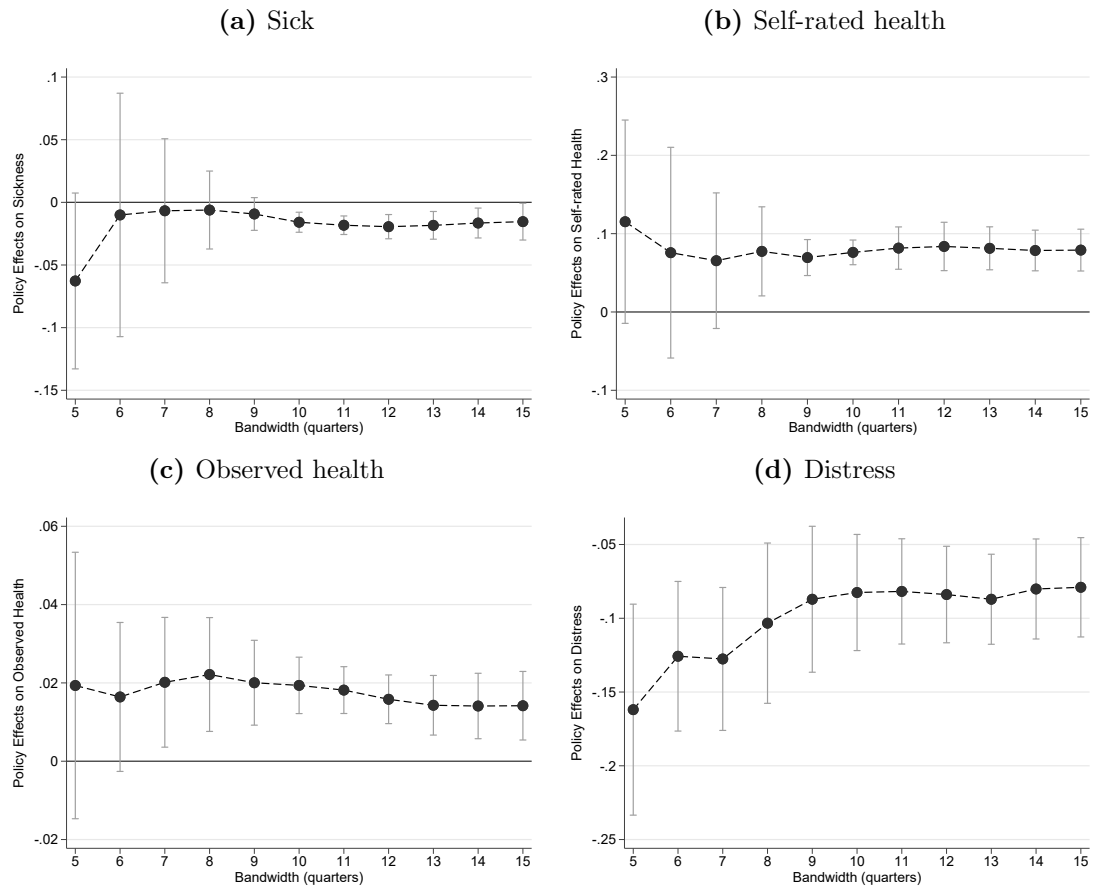 (a) Sick
Policy Effects on Sickness
.1
.05
0
-.05
-.1
-.15
5 6 7 8 9 10 11 12 13 14 15
Bandwidth (quarters)
(b) Self-rated health
Policy Effects on Self-rated Health
.3
.2
.1
0
-.1
5 6 7 8 9 10 11 12 13 14 15
Bandwidth (quarters)
(c) Observed health
Policy Effects on Observed Health
.06
.04
.02
0
-.02
5 6 7 8 9 10 11 12 13 14 15
Bandwidth (quarters)
(d) Distress
Policy Effects on Distress
-.05
-.1
-.15
-.2
-.25
5 6 7 8 9 10 11 12 13 14 15
Bandwidth (quarters)